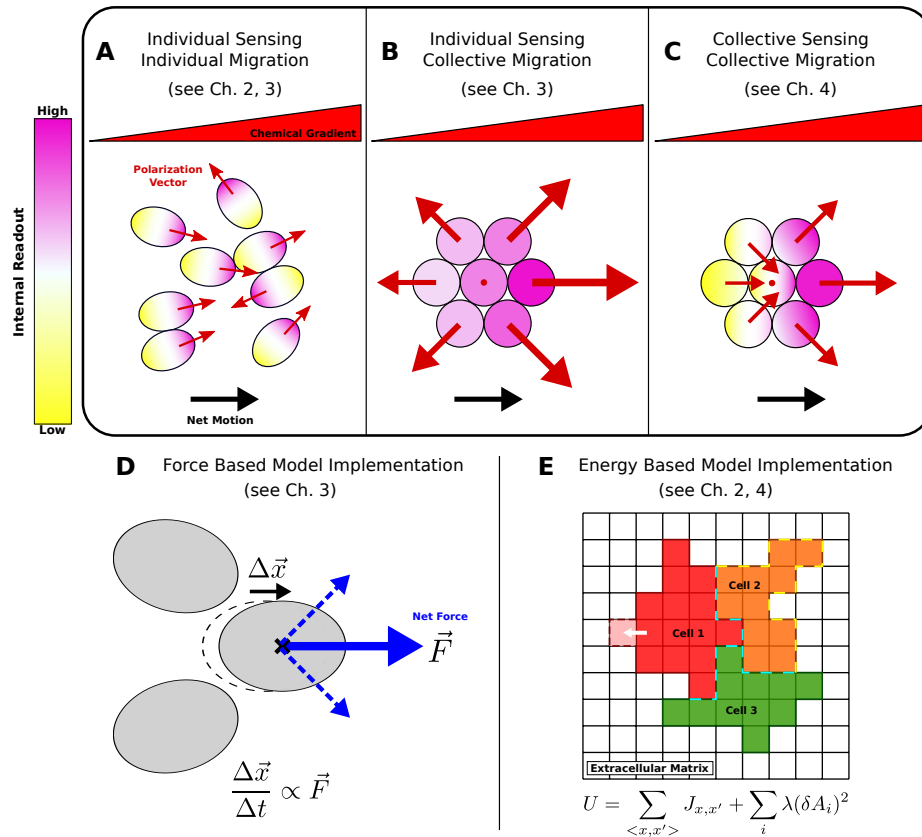 A Individual Sensing
Individual Migration
(see Ch. 2, 3)
B Individual Sensing
Collective Migration
(see Ch. 3)
C Collective Sensing
Collective Migration
(see Ch. 4)
High
Internal Readout
Low
Chemical Gradient
Polarization
Vector
Net Motion
D Force Based Model Implementation
(see Ch. 3)
Δx⃗
Net Force
F⃗
Δx⃗/Δt ∝ F⃗
E Energy Based Model Implementation
(see Ch. 2, 4)
Cell 2
Cell 1
Cell 3
Extracellular Matrix
U = ∑_{<x,x'>} J_{x,x'} + ∑_i λ(δA_i)²